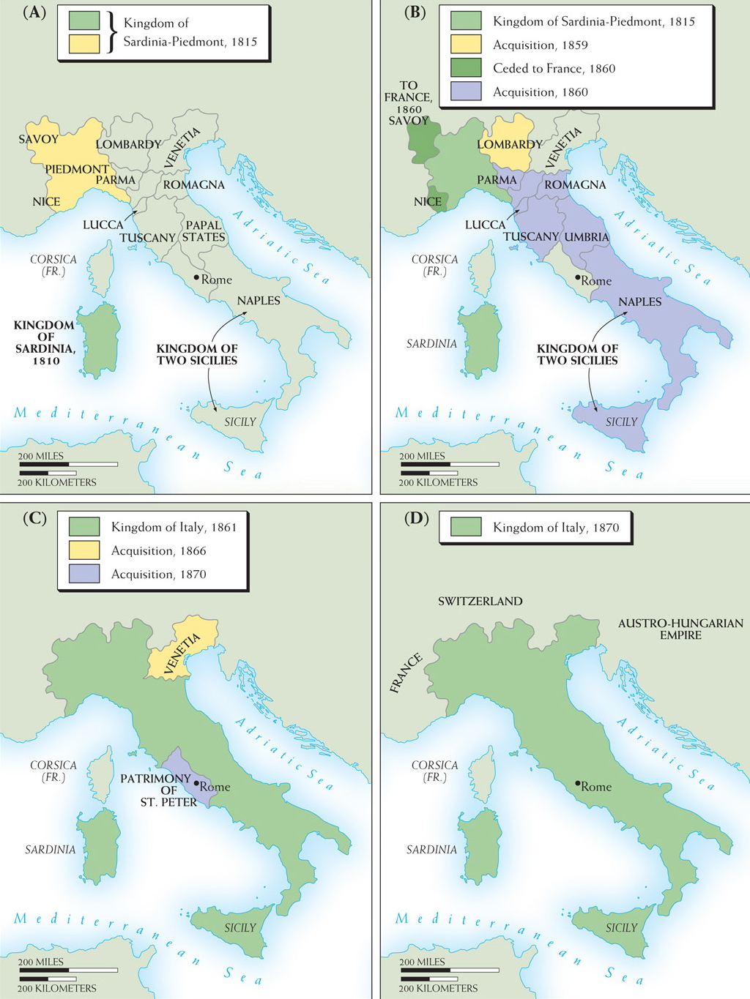 (A)
Kingdom of
Sardinia-Piedmont, 1815
SAVOY
LOMBARDY
VENETIA
PIEDMONT
PARMA
ROMAGNA
NICE
LUCCA
TUSCANY
PAPAL
STATES
Adriatic Sea
CORSICA
(FR.)
Rome
NAPLES
KINGDOM
OF
SARDINIA,
1810
KINGDOM OF
TWO SICILIES
SICILY
Mediterranean Sea
200 MILES
200 KILOMETERS
(B)
Kingdom of Sardinia-Piedmont, 1815
Acquisition, 1859
Ceded to France, 1860
Acquisition, 1860
TO
FRANCE,
1860
SAVOY
LOMBARDY
VENETIA
PARMA
ROMAGNA
NICE
LUCCA
TUSCANY
UMBRIA
Adriatic Sea
CORSICA
(FR.)
Rome
NAPLES
SARDINIA
KINGDOM OF
TWO SICILIES
SICILY
Mediterranean Sea
200 MILES
200 KILOMETERS
(C)
Kingdom of Italy, 1861
Acquisition, 1866
Acquisition, 1870
VENETIA
Adriatic Sea
CORSICA
(FR.)
PATRIMONY
OF
ST. PETER
Rome
SARDINIA
SICILY
Mediterranean Sea
200 MILES
200 KILOMETERS
(D)
Kingdom of Italy, 1870
SWITZERLAND
AUSTRO-HUNGARIAN
EMPIRE
FRANCE
Adriatic Sea
CORSICA
(FR.)
Rome
SARDINIA
SICILY
Mediterranean Sea
200 MILES
200 KILOMETERS